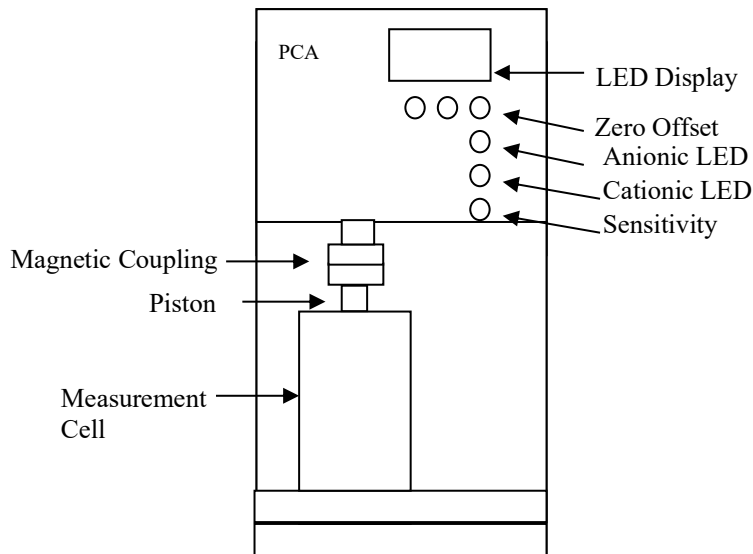 PCA
LED Display
Zero Offset
Anionic LED
Cationic LED
Sensitivity
Magnetic Coupling
Piston
Measurement
Cell